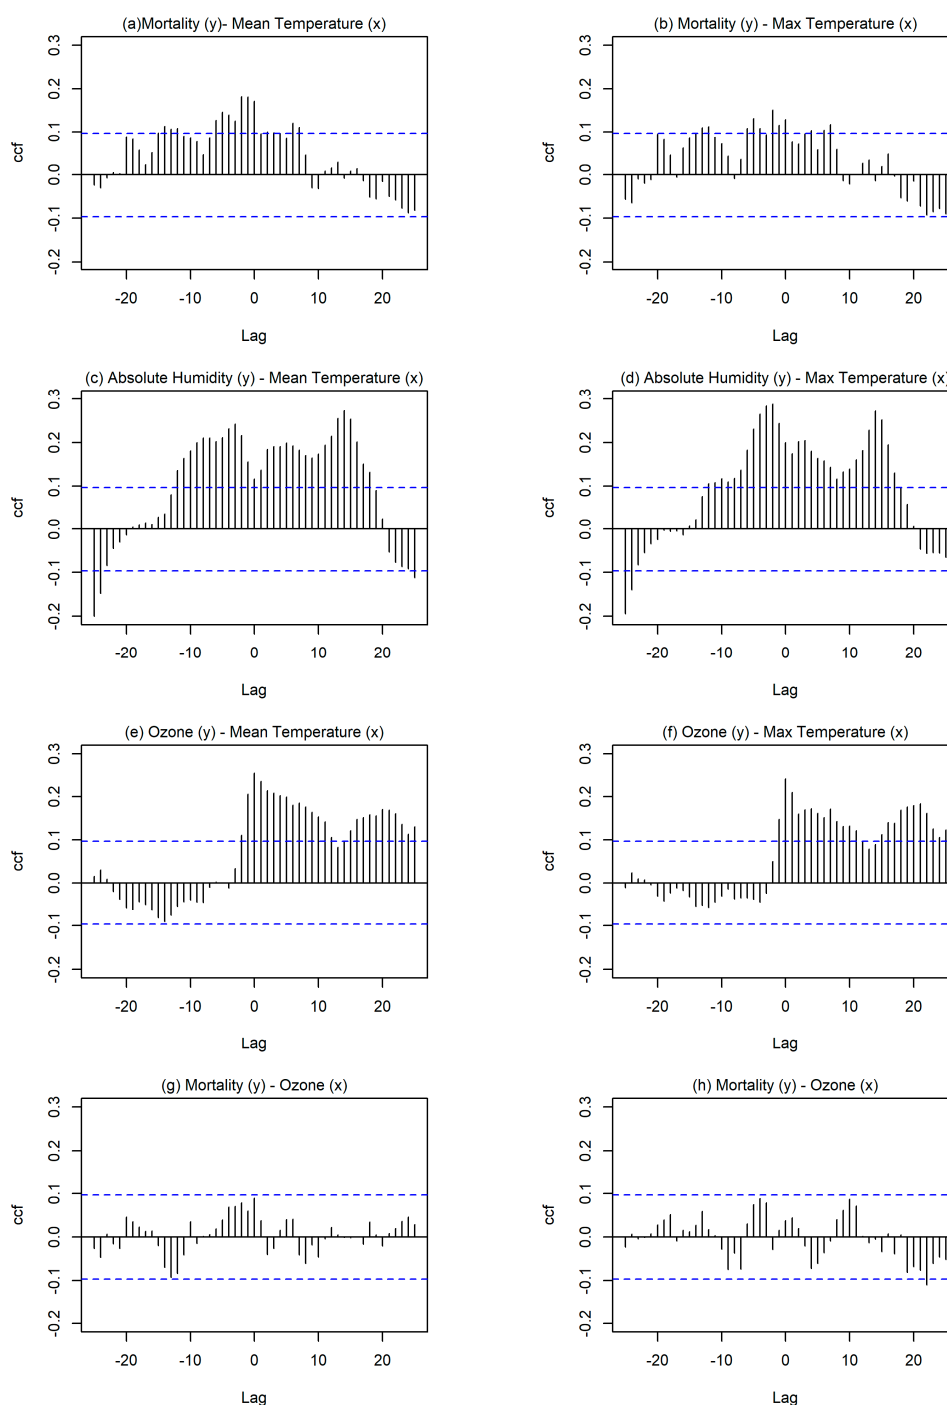 (a)Mortality (y)- Mean Temperature (x)
ccf
0.3
0.2
0.1
0.0
-0.1
-0.2
-20 -10 0 10 20
Lag
(b) Mortality (y) - Max Temperature (x)
ccf
0.3
0.2
0.1
0.0
-0.1
-0.2
-20 -10 0 10 20
Lag
(c) Absolute Humidity (y) - Mean Temperature (x)
ccf
0.3
0.2
0.1
0.0
-0.1
-0.2
-20 -10 0 10 20
Lag
(d) Absolute Humidity (y) - Max Temperature (x)
ccf
0.3
0.2
0.1
0.0
-0.1
-0.2
-20 -10 0 10 20
Lag
(e) Ozone (y) - Mean Temperature (x)
ccf
0.3
0.2
0.1
0.0
-0.1
-0.2
-20 -10 0 10 20
Lag
(f) Ozone (y) - Max Temperature (x)
ccf
0.3
0.2
0.1
0.0
-0.1
-0.2
-20 -10 0 10 20
Lag
(g) Mortality (y) - Ozone (x)
ccf
0.3
0.2
0.1
0.0
-0.1
-0.2
-20 -10 0 10 20
Lag
(h) Mortality (y) - Ozone (x)
ccf
0.3
0.2
0.1
0.0
-0.1
-0.2
-20 -10 0 10 20
Lag